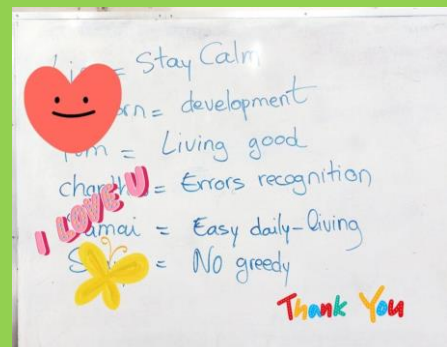 = Stay Calm
= development
= Living good
= Errors recognition
I LOVE U
= Easy daily-living
= No greedy
Thank You